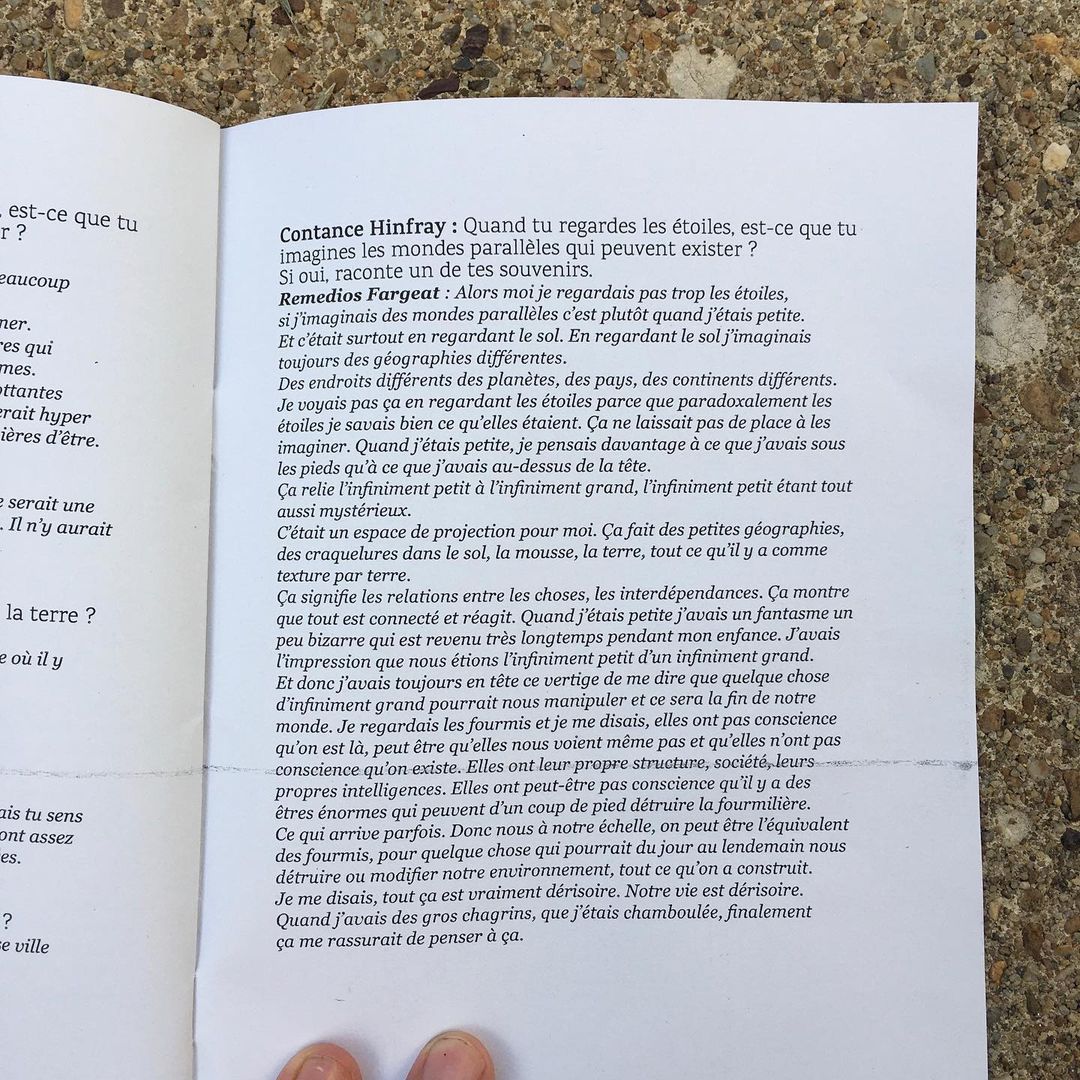 , est-ce que tu
r ?
eaucoup
ner.
res qui
mes.
ottantes
erait hyper
ières d'être.
e serait une
. Il n'y aurait
la terre ?
e où il y
ais tu sens
ont assez
es.
?
se ville
Contance Hinfray : Quand tu regardes les étoiles, est-ce que tu
imagines les mondes parallèles qui peuvent exister ?
Si oui, raconte un de tes souvenirs.
Remedios Fargeat : Alors moi je regardais pas trop les étoiles,
si j'imaginais des mondes parallèles c'est plutôt quand j'étais petite.
Et c'était surtout en regardant le sol. En regardant le sol j'imaginais
toujours des géographies différentes.
Des endroits différents des planètes, des pays, des continents différents.
Je voyais pas ça en regardant les étoiles parce que paradoxalement les
étoiles je savais bien ce qu'elles étaient. Ça ne laissait pas de place à les
imaginer. Quand j'étais petite, je pensais davantage à ce que j'avais sous
les pieds qu'à ce que j'avais au-dessus de la tête.
Ça relie l'infiniment petit à l'infiniment grand, l'infiniment petit étant tout
aussi mystérieux.
C'était un espace de projection pour moi. Ça fait des petites géographies,
des craquelures dans le sol, la mousse, la terre, tout ce qu'il y a comme
texture par terre.
Ça signifie les relations entre les choses, les interdépendances. Ça montre
que tout est connecté et réagit. Quand j'étais petite j'avais un fantasme un
peu bizarre qui est revenu très longtemps pendant mon enfance. J'avais
l'impression que nous étions l'infiniment petit d'un infiniment grand.
Et donc j'avais toujours en tête ce vertige de me dire que quelque chose
d'infiniment grand pourrait nous manipuler et ce sera la fin de notre
monde. Je regardais les fourmis et je me disais, elles ont pas conscience
qu'on est là, peut être qu'elles nous voient même pas et qu'elles n'ont pas
conscience qu'on existe. Elles ont leur propre structure, société, leurs
propres intelligences. Elles ont peut-être pas conscience qu'il y a des
êtres énormes qui peuvent d'un coup de pied détruire la fourmilière.
Ce qui arrive parfois. Donc nous à notre échelle, on peut être l'équivalent
des fourmis, pour quelque chose qui pourrait du jour au lendemain nous
détruire ou modifier notre environnement, tout ce qu'on a construit.
Je me disais, tout ça est vraiment dérisoire. Notre vie est dérisoire.
Quand j'avais des gros chagrins, que j'étais chamboulée, finalement
ça me rassurait de penser à ça.